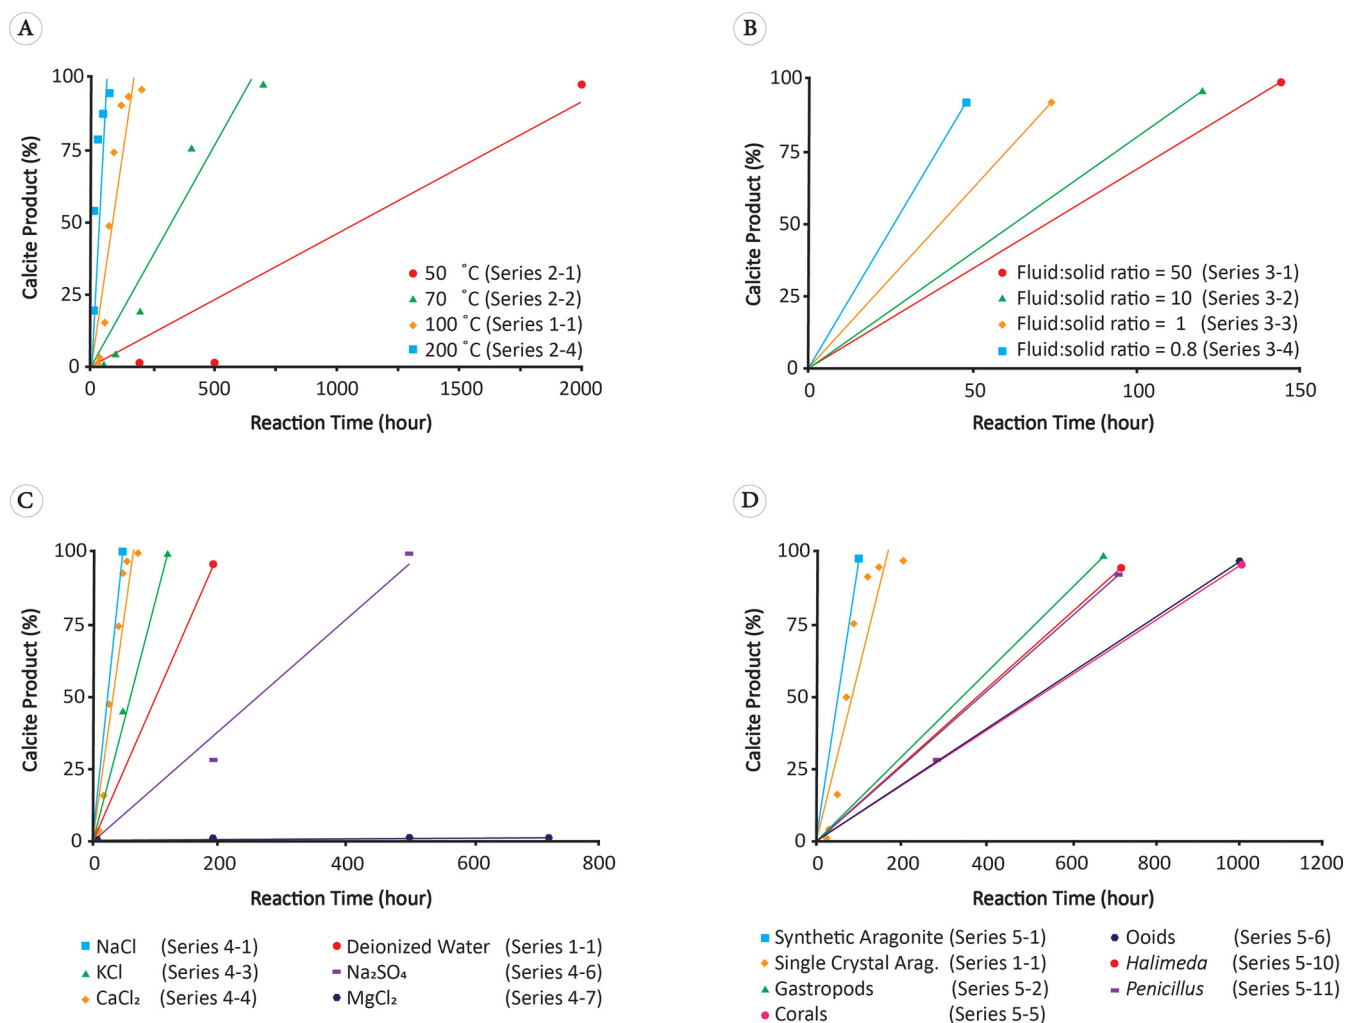 A
Calcite Product (%)
100
75
50
25
0
0
500
1000
1500
2000
Reaction Time (hour)
50 ˚C (Series 2-1)
70 ˚C (Series 2-2)
100 ˚C (Series 1-1)
200 ˚C (Series 2-4)
B
Calcite Product (%)
100
75
50
25
0
0
50
100
150
Reaction Time (hour)
Fluid:solid ratio = 50 (Series 3-1)
Fluid:solid ratio = 10 (Series 3-2)
Fluid:solid ratio = 1 (Series 3-3)
Fluid:solid ratio = 0.8 (Series 3-4)
C
Calcite Product (%)
100
75
50
25
0
0
200
400
600
800
Reaction Time (hour)
NaCl (Series 4-1)
KCl (Series 4-3)
CaCl₂ (Series 4-4)
Deionized Water (Series 1-1)
Na₂SO₄ (Series 4-6)
MgCl₂ (Series 4-7)
D
Calcite Product (%)
100
75
50
25
0
0
200
400
600
800
1000
1200
Reaction Time (hour)
Synthetic Aragonite (Series 5-1)
Single Crystal Arag. (Series 1-1)
Gastropods (Series 5-2)
Corals (Series 5-5)
Ooids (Series 5-6)
Halimeda (Series 5-10)
Penicillus (Series 5-11)